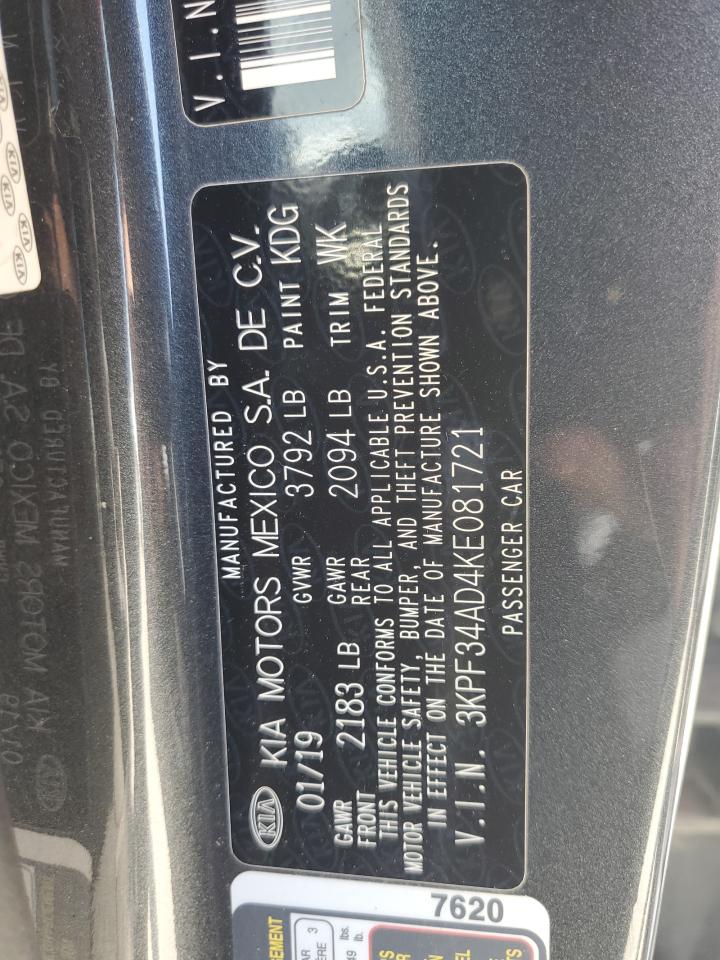 V.I.N
MANUFACTURED BY
KIA KIA MOTORS MEXICO S.A. DE C.V.
01/19 GVWR 3792 LB PAINT KDG
GAWR FRONT 2183 LB GAWR REAR 2094 LB TRIM WK
THIS VEHICLE CONFORMS TO ALL APPLICABLE U.S.A. FEDERAL
MOTOR VEHICLE SAFETY, BUMPER, AND THEFT PREVENTION STANDARDS
IN EFFECT ON THE DATE OF MANUFACTURE SHOWN ABOVE.
V.I.N. 3KPF34AD4KE081721
PASSENGER CAR
7620